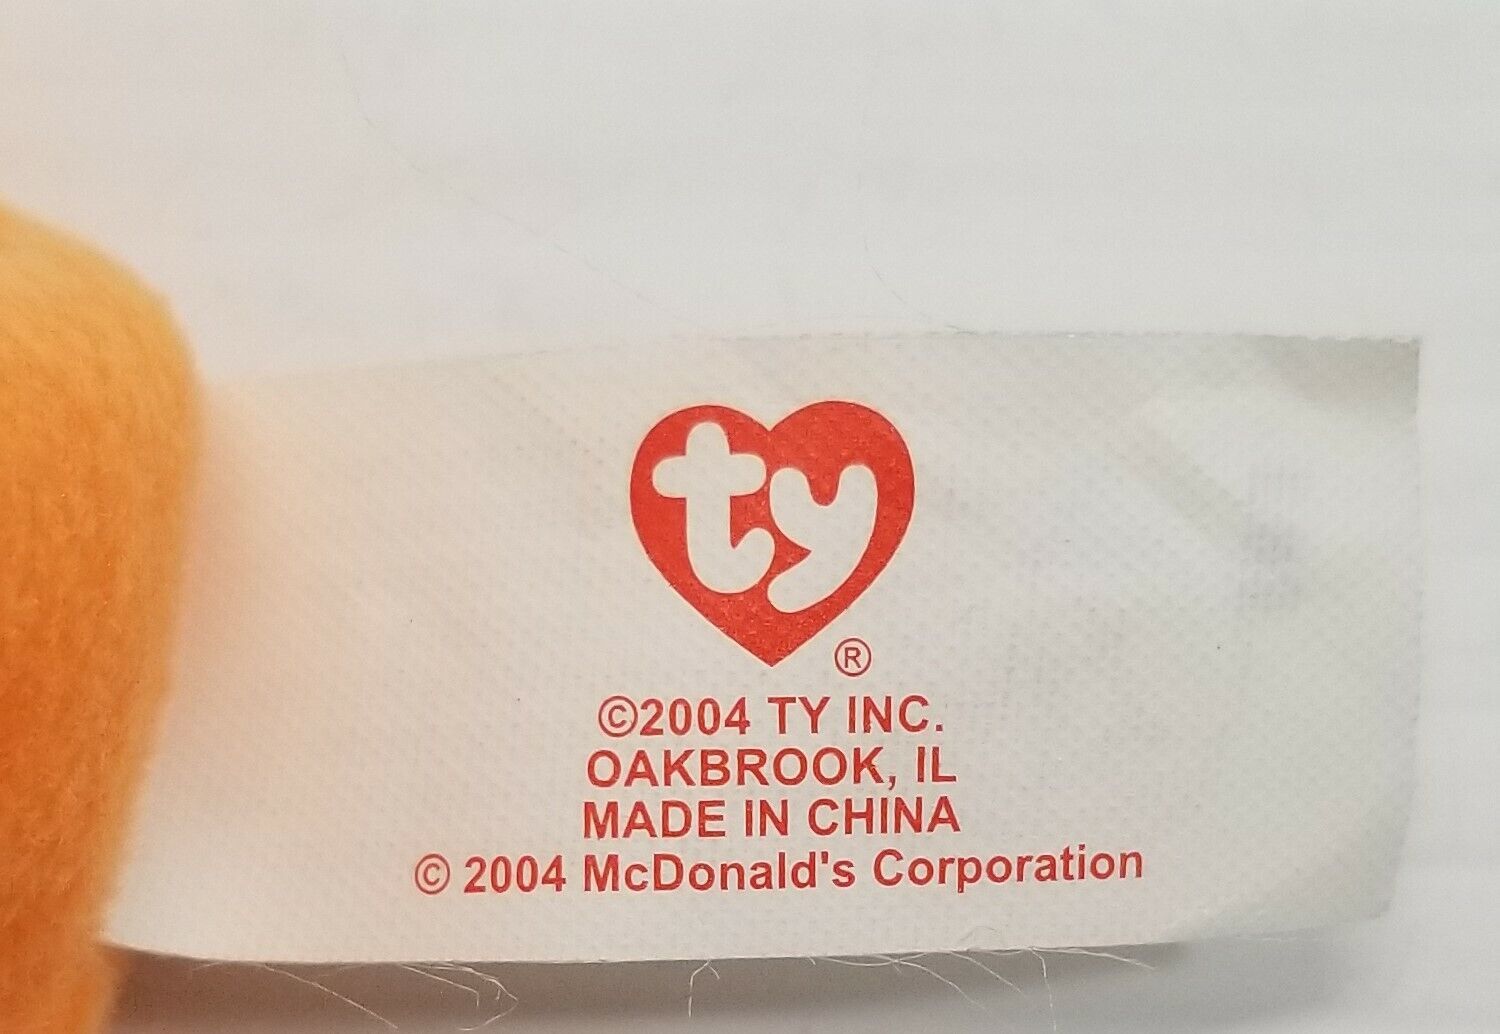 ty
®
©2004 TY INC.
OAKBROOK, IL
MADE IN CHINA
© 2004 McDonald's Corporation